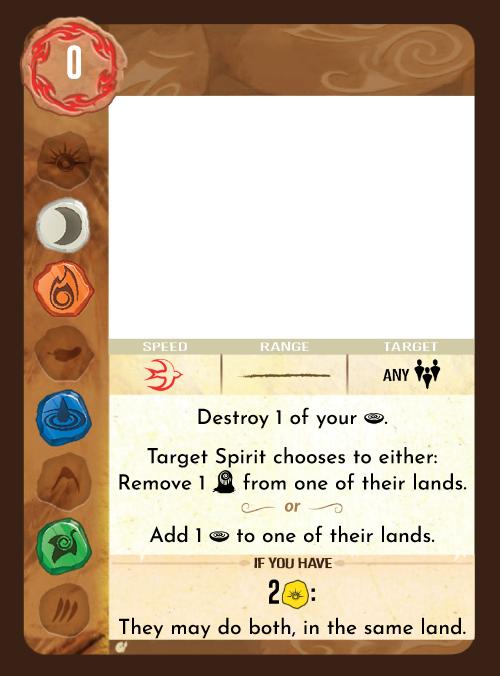 0
SPEED RANGE TARGET
ANY
Destroy 1 of your .
Target Spirit chooses to either:
Remove 1 from one of their lands.
or
Add 1 to one of their lands.
IF YOU HAVE
2 :
They may do both, in the same land.